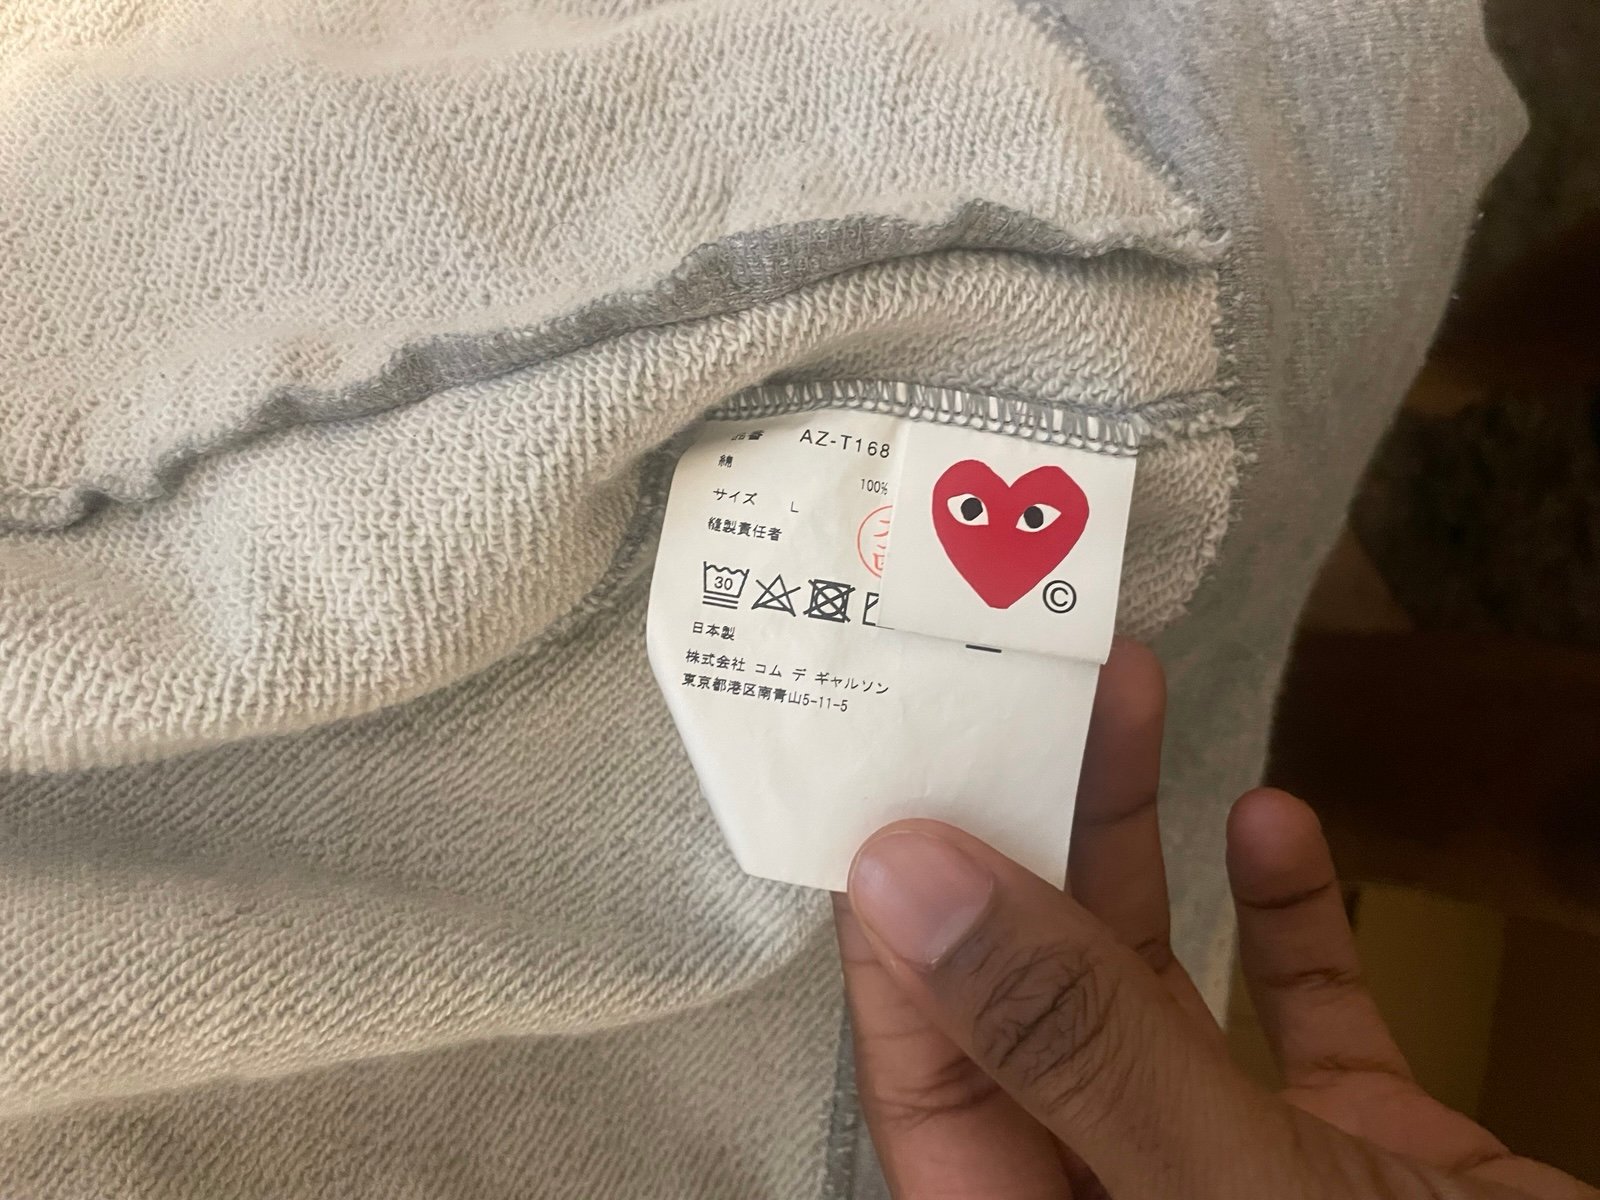 品番 AZ-T168
綿 100%
サイズ L
縫製責任者
30
日本製
株式会社 コム デ ギャルソン
東京都港区南青山5-11-5
©